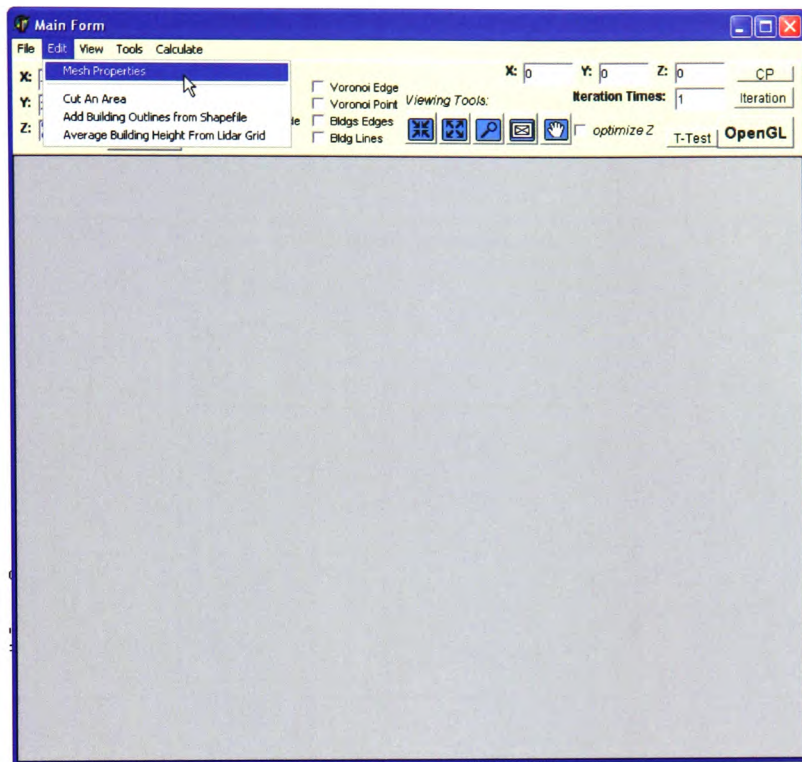 Main Form
File Edit View Tools Calculate
Mesh Properties
Cut An Area
Add Building Outlines from Shapefile
Average Building Height From Lidar Grid
X:
Y:
Z:
Voronoi Edge
Voronoi Point
Bldgs Edges
Bldg Lines
Viewing Tools:
X: 0 Y: 0 Z: 0 CP
Iteration Times: 1 Iteration
optimize Z T-Test OpenGL